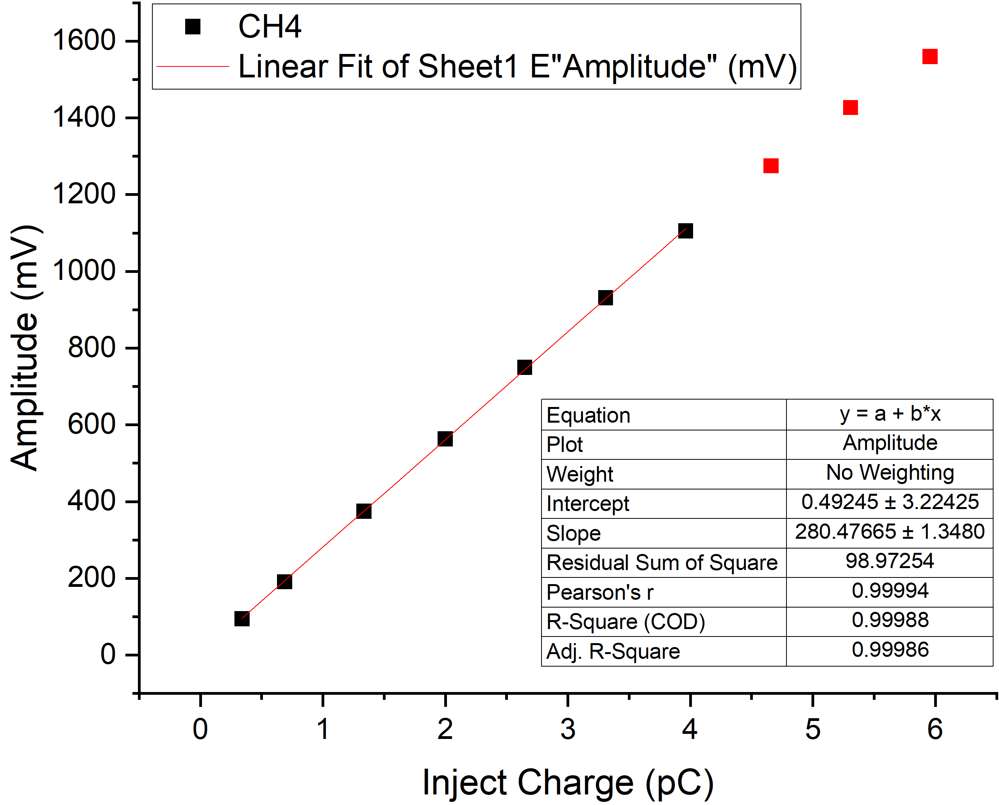 CH4
Linear Fit of Sheet1 E"Amplitude" (mV)
1600
1400
1200
1000
800
600
400
200
0
Amplitude (mV)
Equation y = a + b*x
Plot Amplitude
Weight No Weighting
Intercept 0.49245 ± 3.22425
Slope 280.47665 ± 1.3480
Residual Sum of Square 98.97254
Pearson's r 0.99994
R-Square (COD) 0.99988
Adj. R-Square 0.99986
0 1 2 3 4 5 6
Inject Charge (pC)